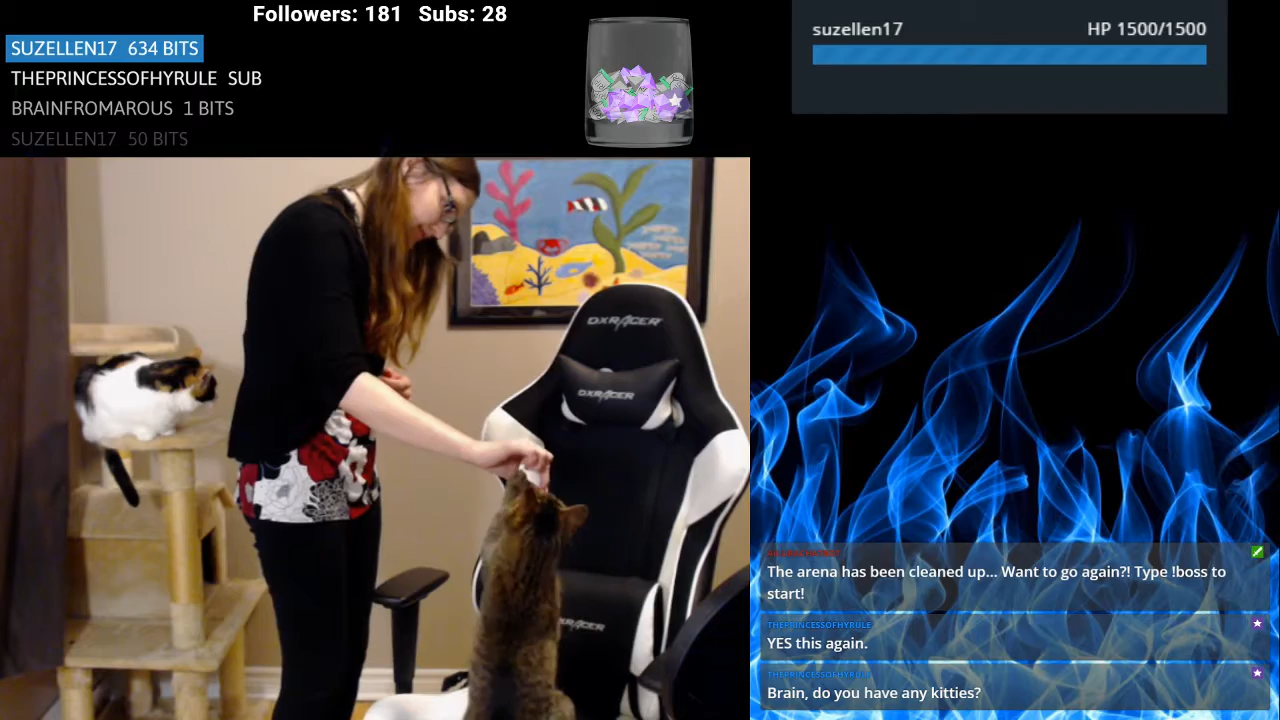 Followers: 181 Subs: 28
SUZELLEN17 634 BITS
THEPRINCESSOFHYRULE SUB
BRAINFROMAROUS 1 BITS
SUZELLEN17 50 BITS
suzellen17 HP 1500/1500
DXRACER
DXRACER
The arena has been cleaned up... Want to go again?! Type !boss to
start!
THEPRINCESSOFHYRULE
YES this again.
THEPRINCESSOFHYRULE
Brain, do you have any kitties?